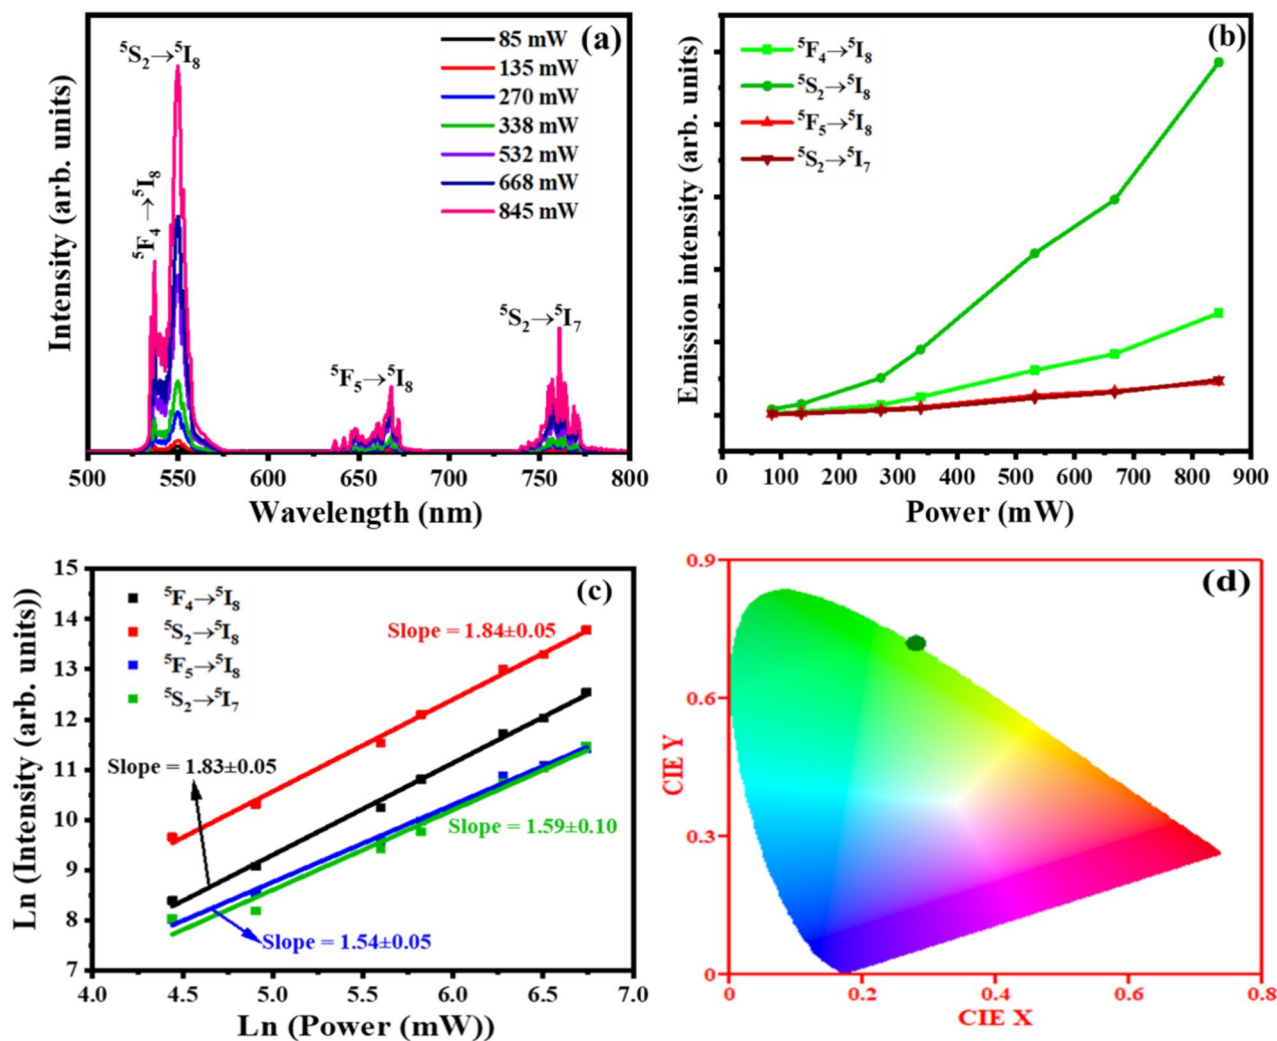 (a)
⁵S₂→⁵I₈
⁵F₄ →⁵I₈
⁵F₅→⁵I₈
⁵S₂→⁵I₇
85 mW
135 mW
270 mW
338 mW
532 mW
668 mW
845 mW
Intensity (arb. units)
500 550 600 650 700 750 800
Wavelength (nm)
(b)
⁵F₄→⁵I₈
⁵S₂→⁵I₈
⁵F₅→⁵I₈
⁵S₂→⁵I₇
Emission intensity (arb. units)
0 100 200 300 400 500 600 700 800 900
Power (mW)
(c)
⁵F₄→⁵I₈
⁵S₂→⁵I₈
⁵F₅→⁵I₈
⁵S₂→⁵I₇
Slope = 1.84±0.05
Slope = 1.83±0.05
Slope = 1.59±0.10
Slope = 1.54±0.05
Ln (Intensity (arb. units))
15
14
13
12
11
10
9
8
7
4.0 4.5 5.0 5.5 6.0 6.5 7.0
Ln (Power (mW))
(d)
CIE Y
0.9
0.6
0.3
0
0 0.2 0.4 0.6 0.8
CIE X